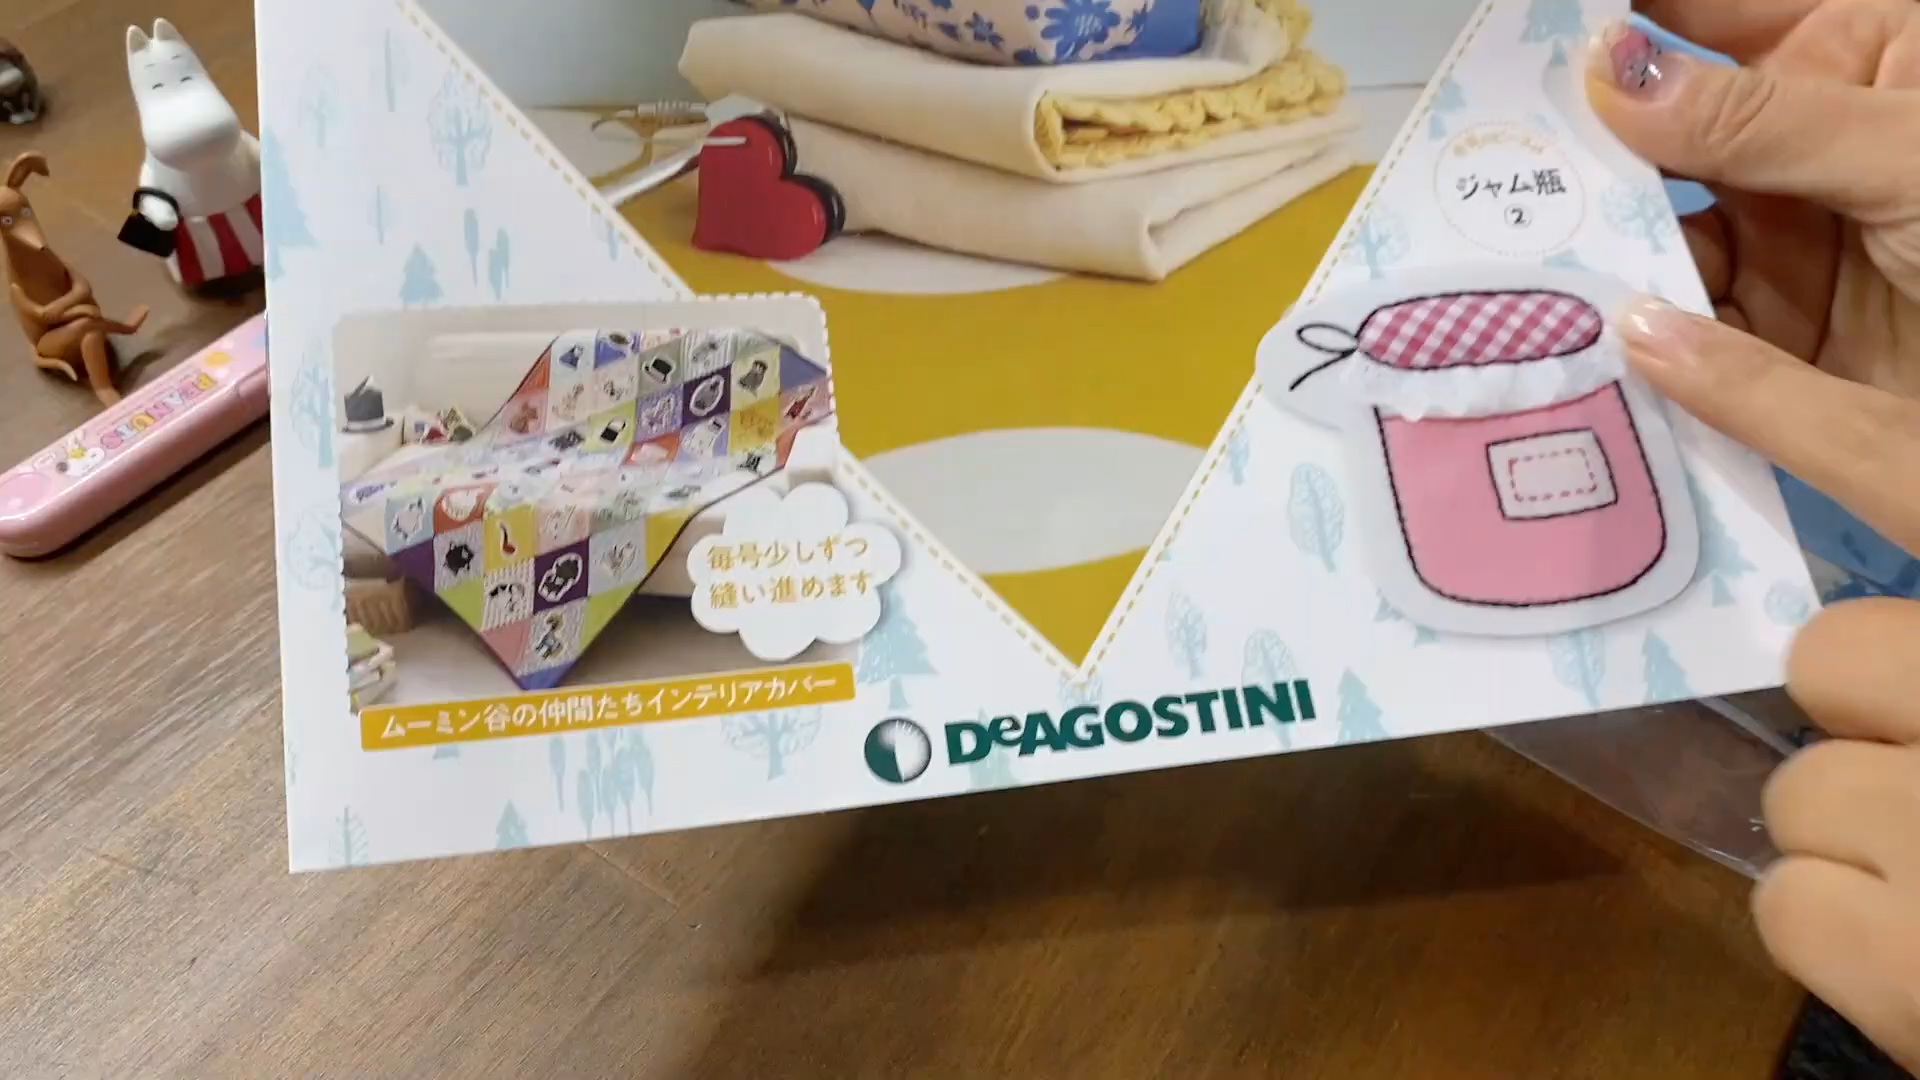 ジャム瓶
②
毎号少しずつ
縫い進めます
ムーミン谷の仲間たちインテリアカバー
DeAGOSTINI
PEANUTS